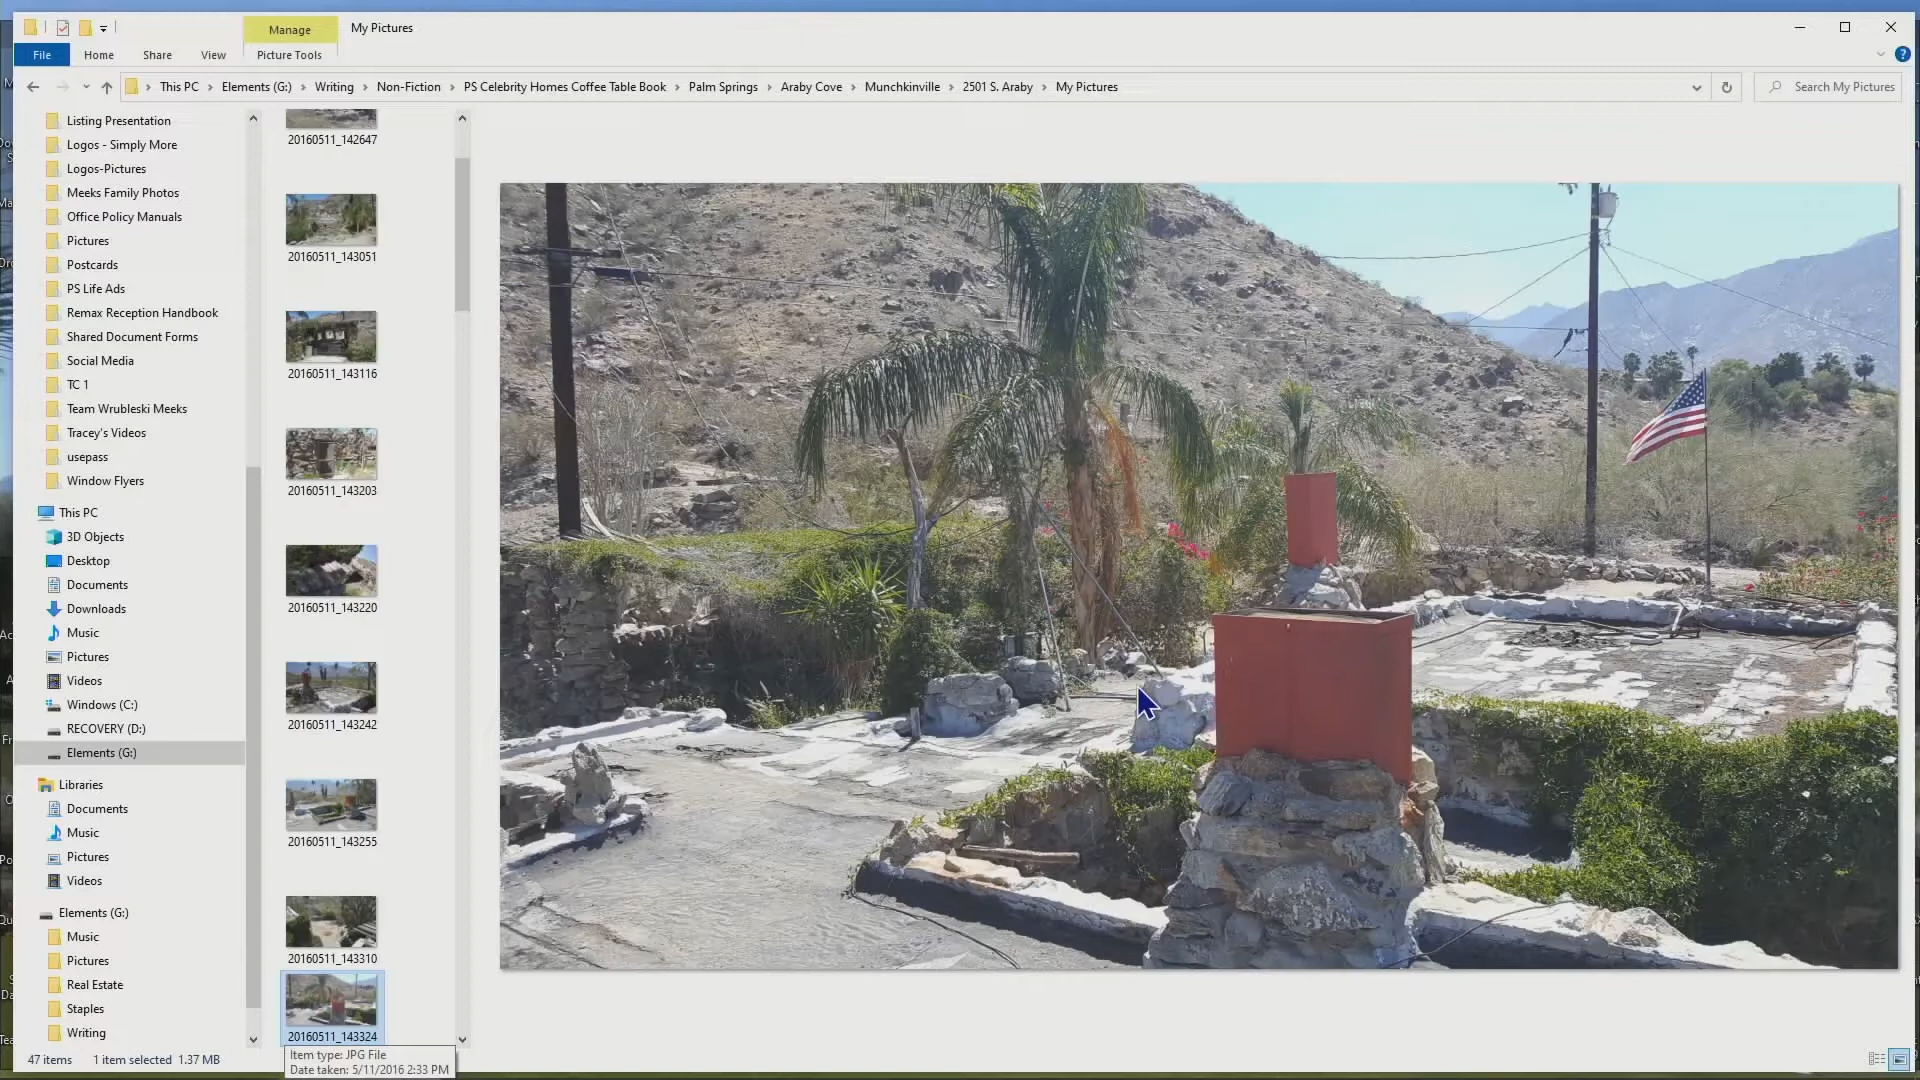 Manage
My Pictures
File
Home
Share
View
Picture Tools
This PC
Elements (G:)
Writing
Non-Fiction
PS Celebrity Homes Coffee Table Book
Palm Springs
Araby Cove
Munchkinville
2501 S. Araby
My Pictures
Search My Pictures
Listing Presentation
Logos - Simply More
Logos-Pictures
Meeks Family Photos
Office Policy Manuals
Pictures
Postcards
PS Life Ads
Remax Reception Handbook
Shared Document Forms
Social Media
TC 1
Team Wrubleski Meeks
Tracey's Videos
usepass
Window Flyers
This PC
3D Objects
Desktop
Documents
Downloads
Music
Pictures
Videos
Windows (C:)
RECOVERY (D:)
Elements (G:)
Libraries
Documents
Music
Pictures
Videos
Elements (G:)
Music
Pictures
Real Estate
Staples
Writing
20160511_142647
20160511_143051
20160511_143116
20160511_143203
20160511_143220
20160511_143242
20160511_143255
20160511_143310
20160511_143324
Item type: JPG File
Date taken: 5/11/2016 2:33 PM
47 items
1 item selected 1.37 MB